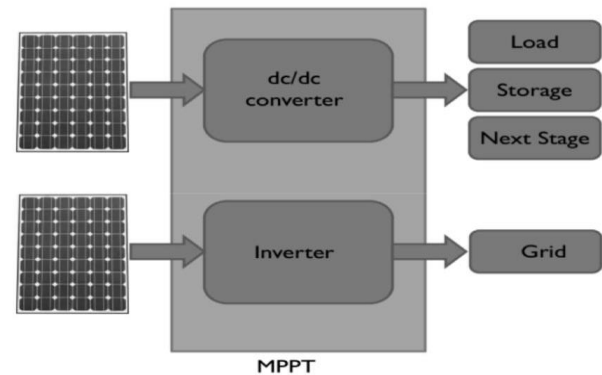 dc/dc
converter
Load
Storage
Next Stage
Inverter
Grid
MPPT